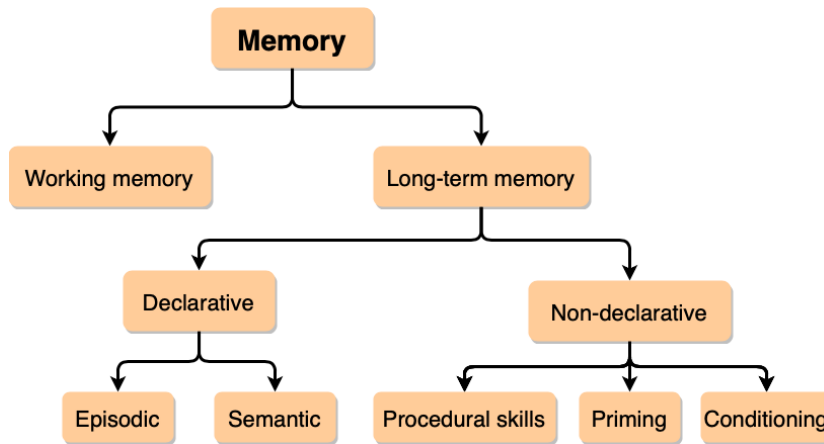 Memory
Working memory
Long-term memory
Declarative
Non-declarative
Episodic
Semantic
Procedural skills
Priming
Conditioning